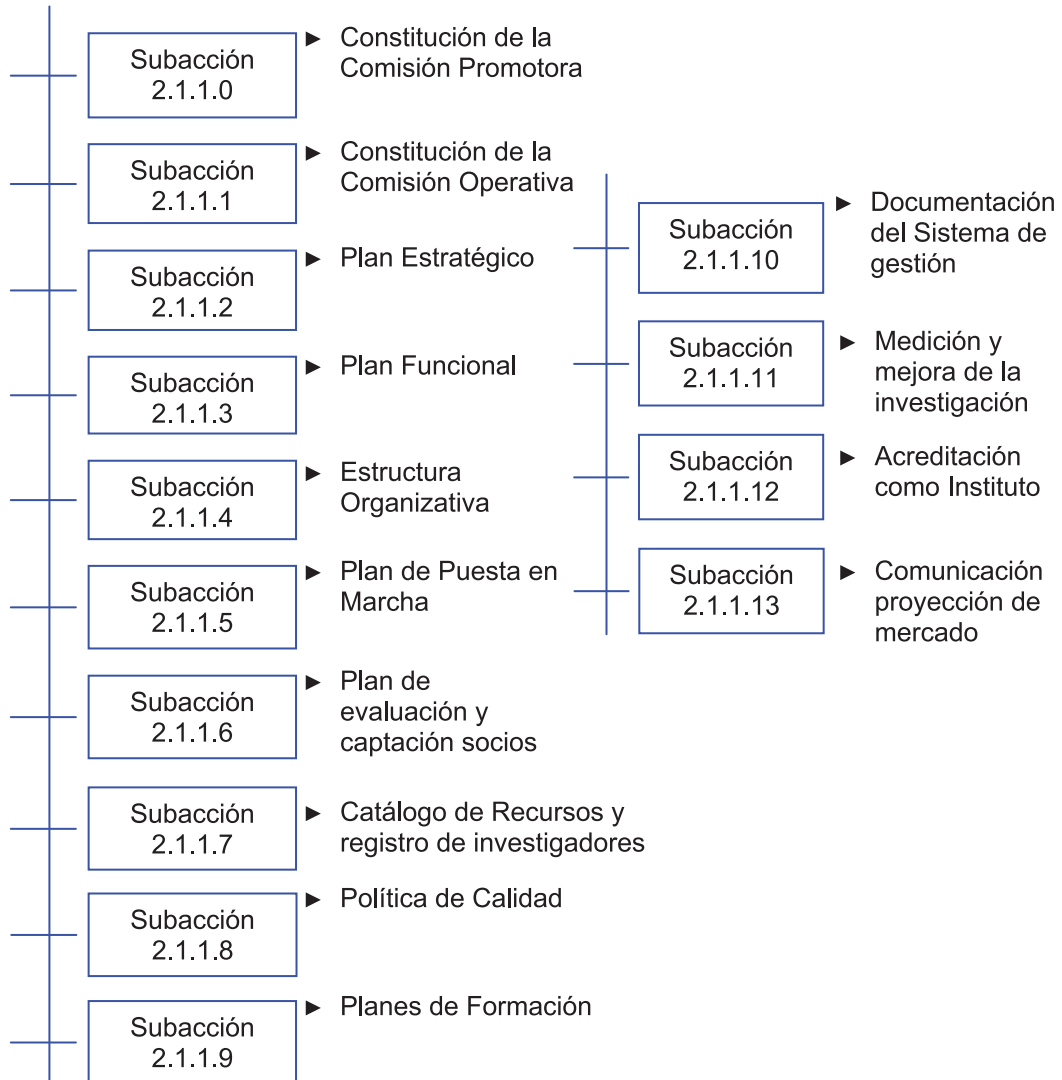 Subacción
2.1.1.0
► Constitución de la
Comisión Promotora
Subacción
2.1.1.1
► Constitución de la
Comisión Operativa
Subacción
2.1.1.2
► Plan Estratégico
Subacción
2.1.1.3
► Plan Funcional
Subacción
2.1.1.4
► Estructura
Organizativa
Subacción
2.1.1.5
► Plan de Puesta en
Marcha
Subacción
2.1.1.6
► Plan de
evaluación y
captación socios
Subacción
2.1.1.7
► Catálogo de Recursos y
registro de investigadores
Subacción
2.1.1.8
► Política de Calidad
Subacción
2.1.1.9
► Planes de Formación
Subacción
2.1.1.10
► Documentación
del Sistema de
gestión
Subacción
2.1.1.11
► Medición y
mejora de la
investigación
Subacción
2.1.1.12
► Acreditación
como Instituto
Subacción
2.1.1.13
► Comunicación
proyección de
mercado